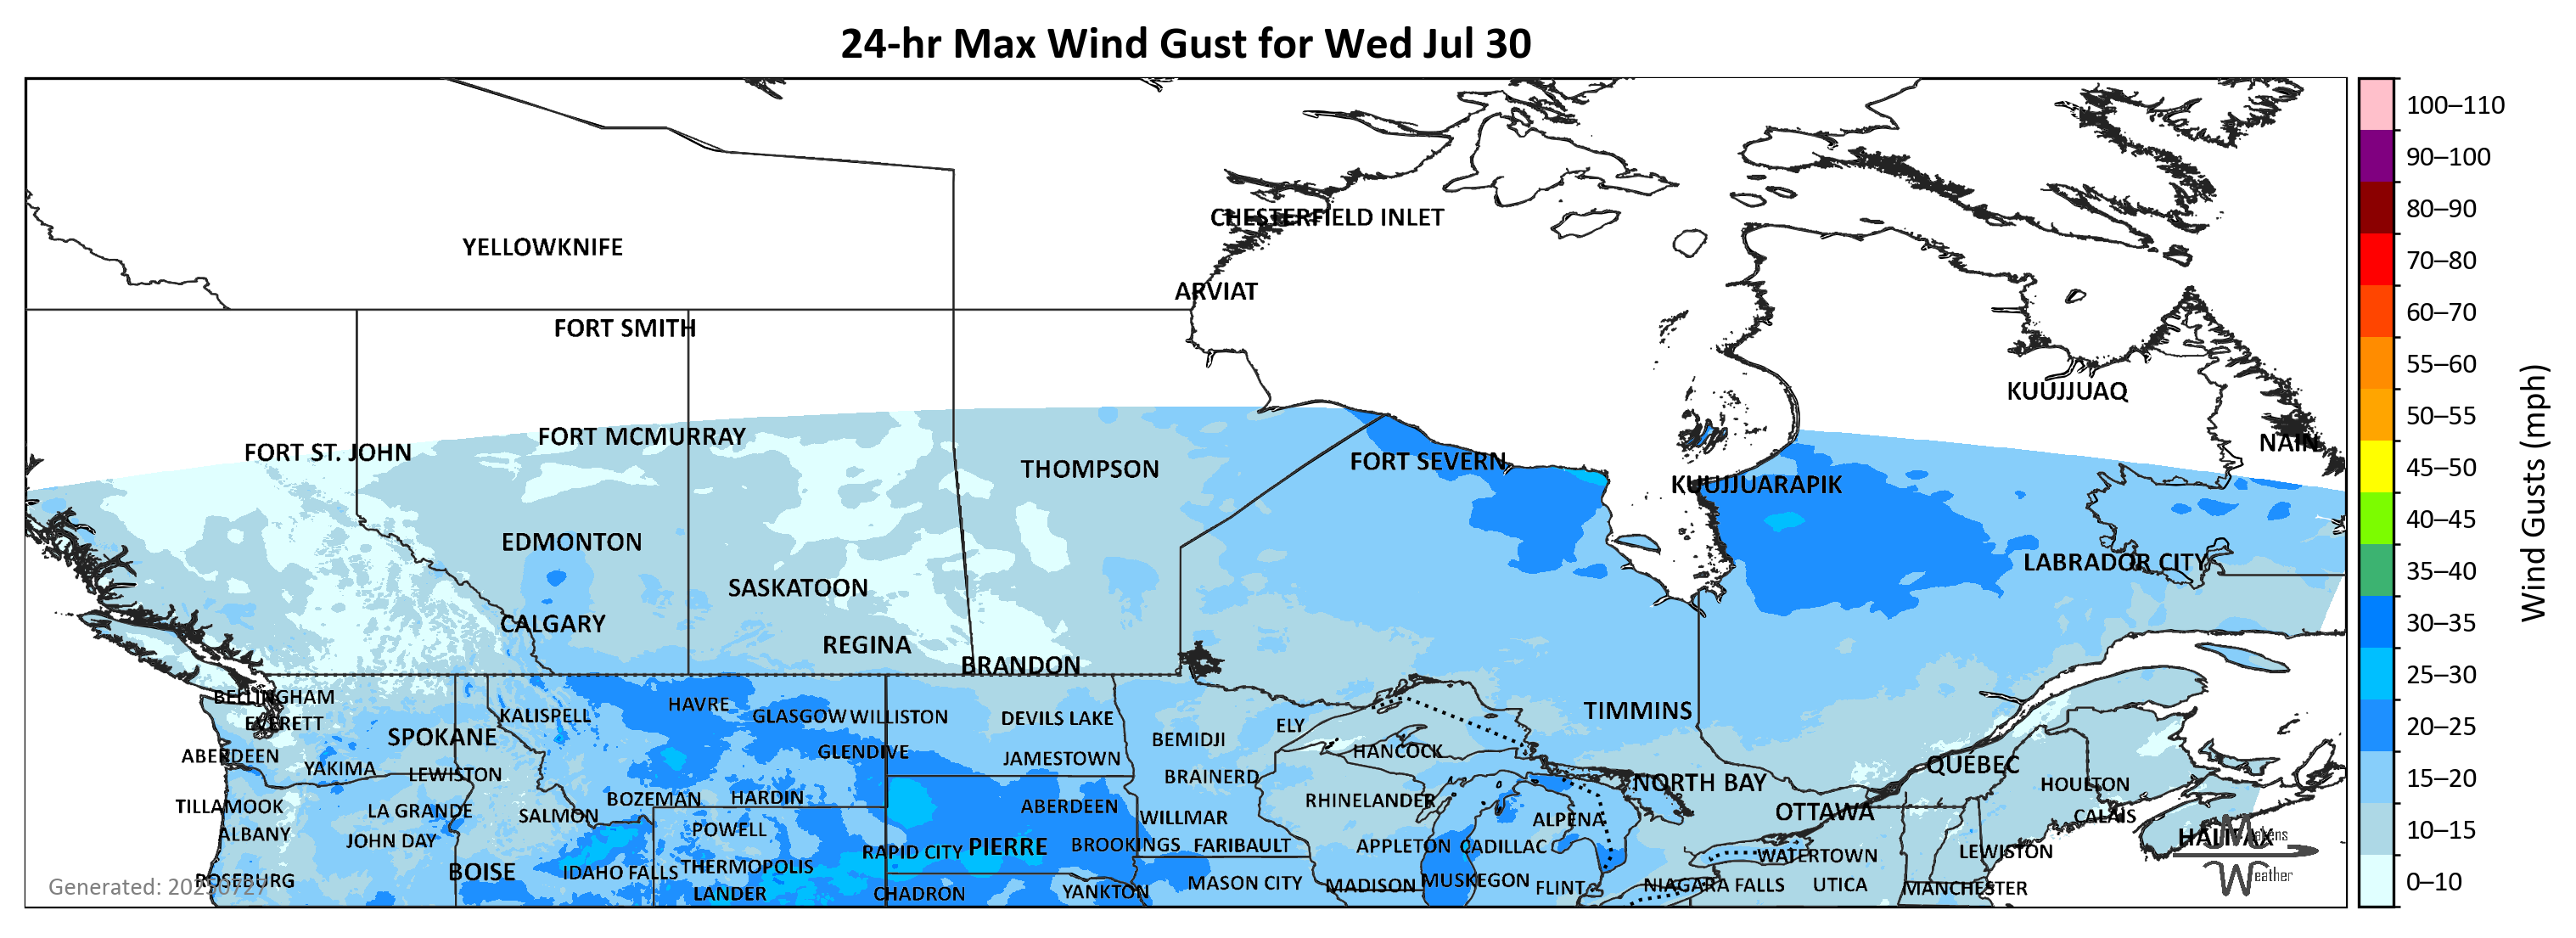 24-hr Max Wind Gust for Wed Jul 30
100–110
90–100
80–90
CHESTERFIELD INLET
YELLOWKNIFE
70–80
ARVIAT
60–70
FORT SMITH
55–60
KUUJJUAQ
50–55
FORT MCMURRAY
NAIN
FORT ST. JOHN
FORT SEVERN
THOMPSON
45–50
KUUJJUARAPIK
40–45
EDMONTON
LABRADOR CITY
35–40
SASKATOON
CALGARY
30–35
Wind Gusts (mph)
REGINA
BRANDON
25–30
BELLINGHAM
HAVRE
TIMMINS
KALISPELL
GLASGOW
WILLISTON
DEVILS LAKE
EVERETT
ELY
20–25
SPOKANE
BEMIDJI
GLENDIVE
HANCOCK
ABERDEEN
JAMESTOWN
QUÉBEC
YAKIMA
LEWISTON
BRAINERD
15–20
NORTH BAY
HOULTON
BOZEMAN
HARDIN
RHINELANDER
TILLAMOOK
LA GRANDE
ABERDEEN
OTTAWA
SALMON
WILLMAR
ALPENA
CALAIS
10–15
ALBANY
POWELL
HALIFAX
Makens
JOHN DAY
PIERRE
BROOKINGS
FARIBAULT
APPLETON
CADILLAC
RAPID CITY
LEWISTON
WATERTOWN
BOISE
IDAHO FALLS
THERMOPOLIS
Weather
ROSEBURG
MUSKEGON
0–10
MASON CITY
MADISON
NIAGARA FALLS
UTICA
Generated: 20250727
FLINT
MANCHESTER
LANDER
CHADRON
YANKTON